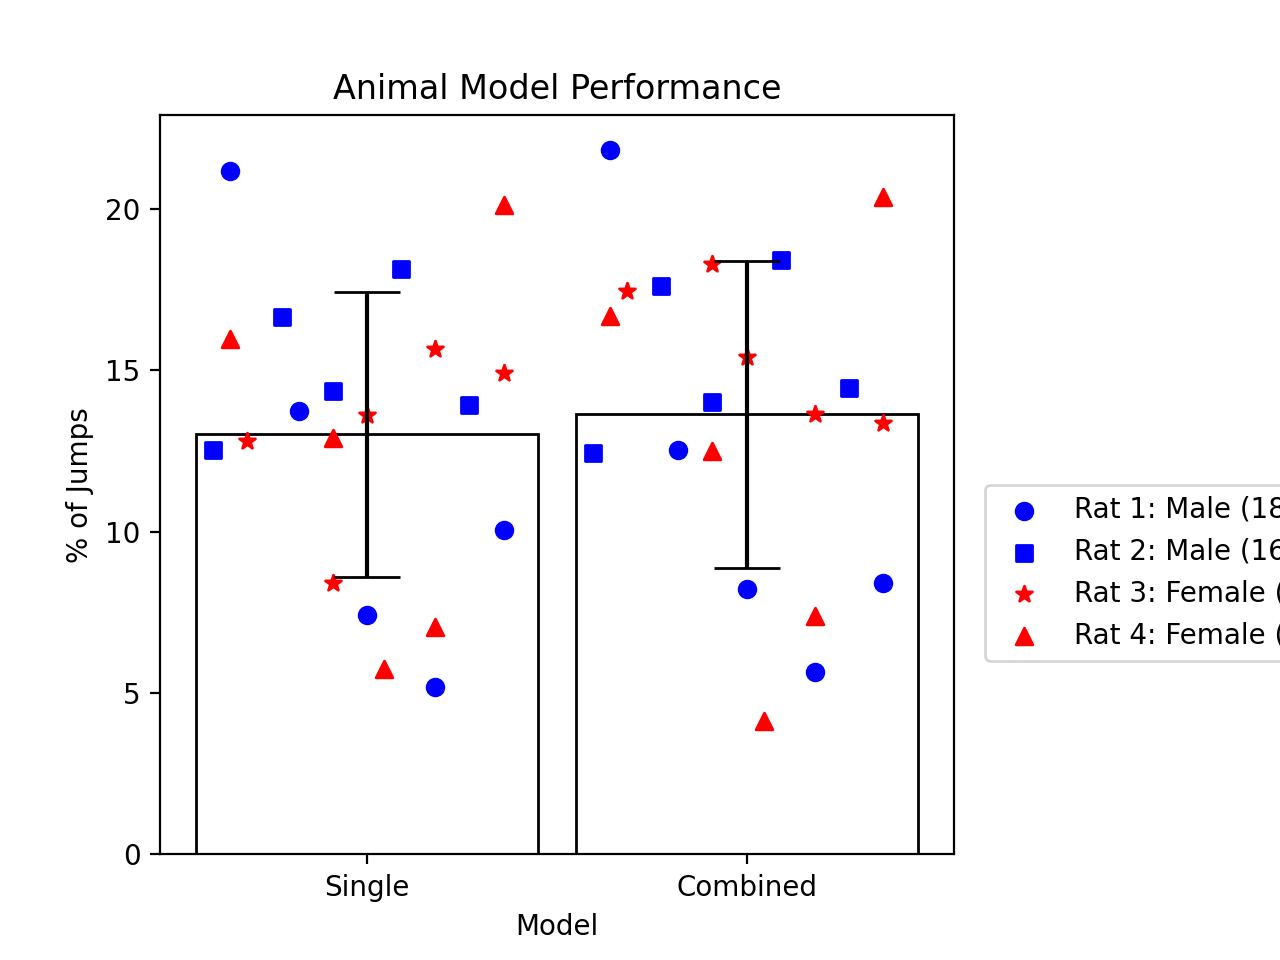 Animal Model Performance
% of Jumps
20
15
10
5
0
Single
Combined
Model
Rat 1: Male (18
Rat 2: Male (16
Rat 3: Female (
Rat 4: Female (